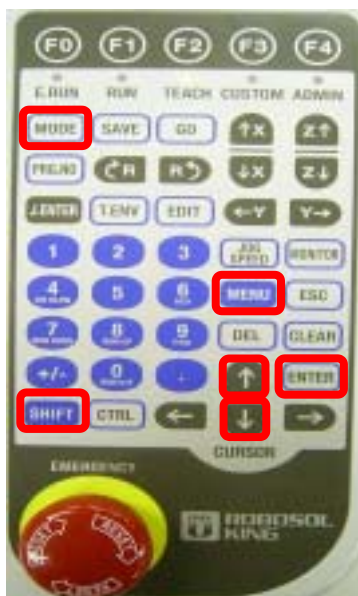 F0 F1 F2 F3 F4
E.RUN RUN TEACH CUSTOM ADMIN
MODE SAVE GO ↑X Z↑
PRG.NO R R ↓X Z↓
T.ENV EDIT ←Y Y→
1 2 3 JOG SPEED MONITOR
4 5 6 MENU ESC
7 8 9 DEL CLEAR
+/- 0 . ↑ ENTER
SHIFT CTRL ← ↓ →
CURSOR
EMERGENCY
ROBOSOL
KING